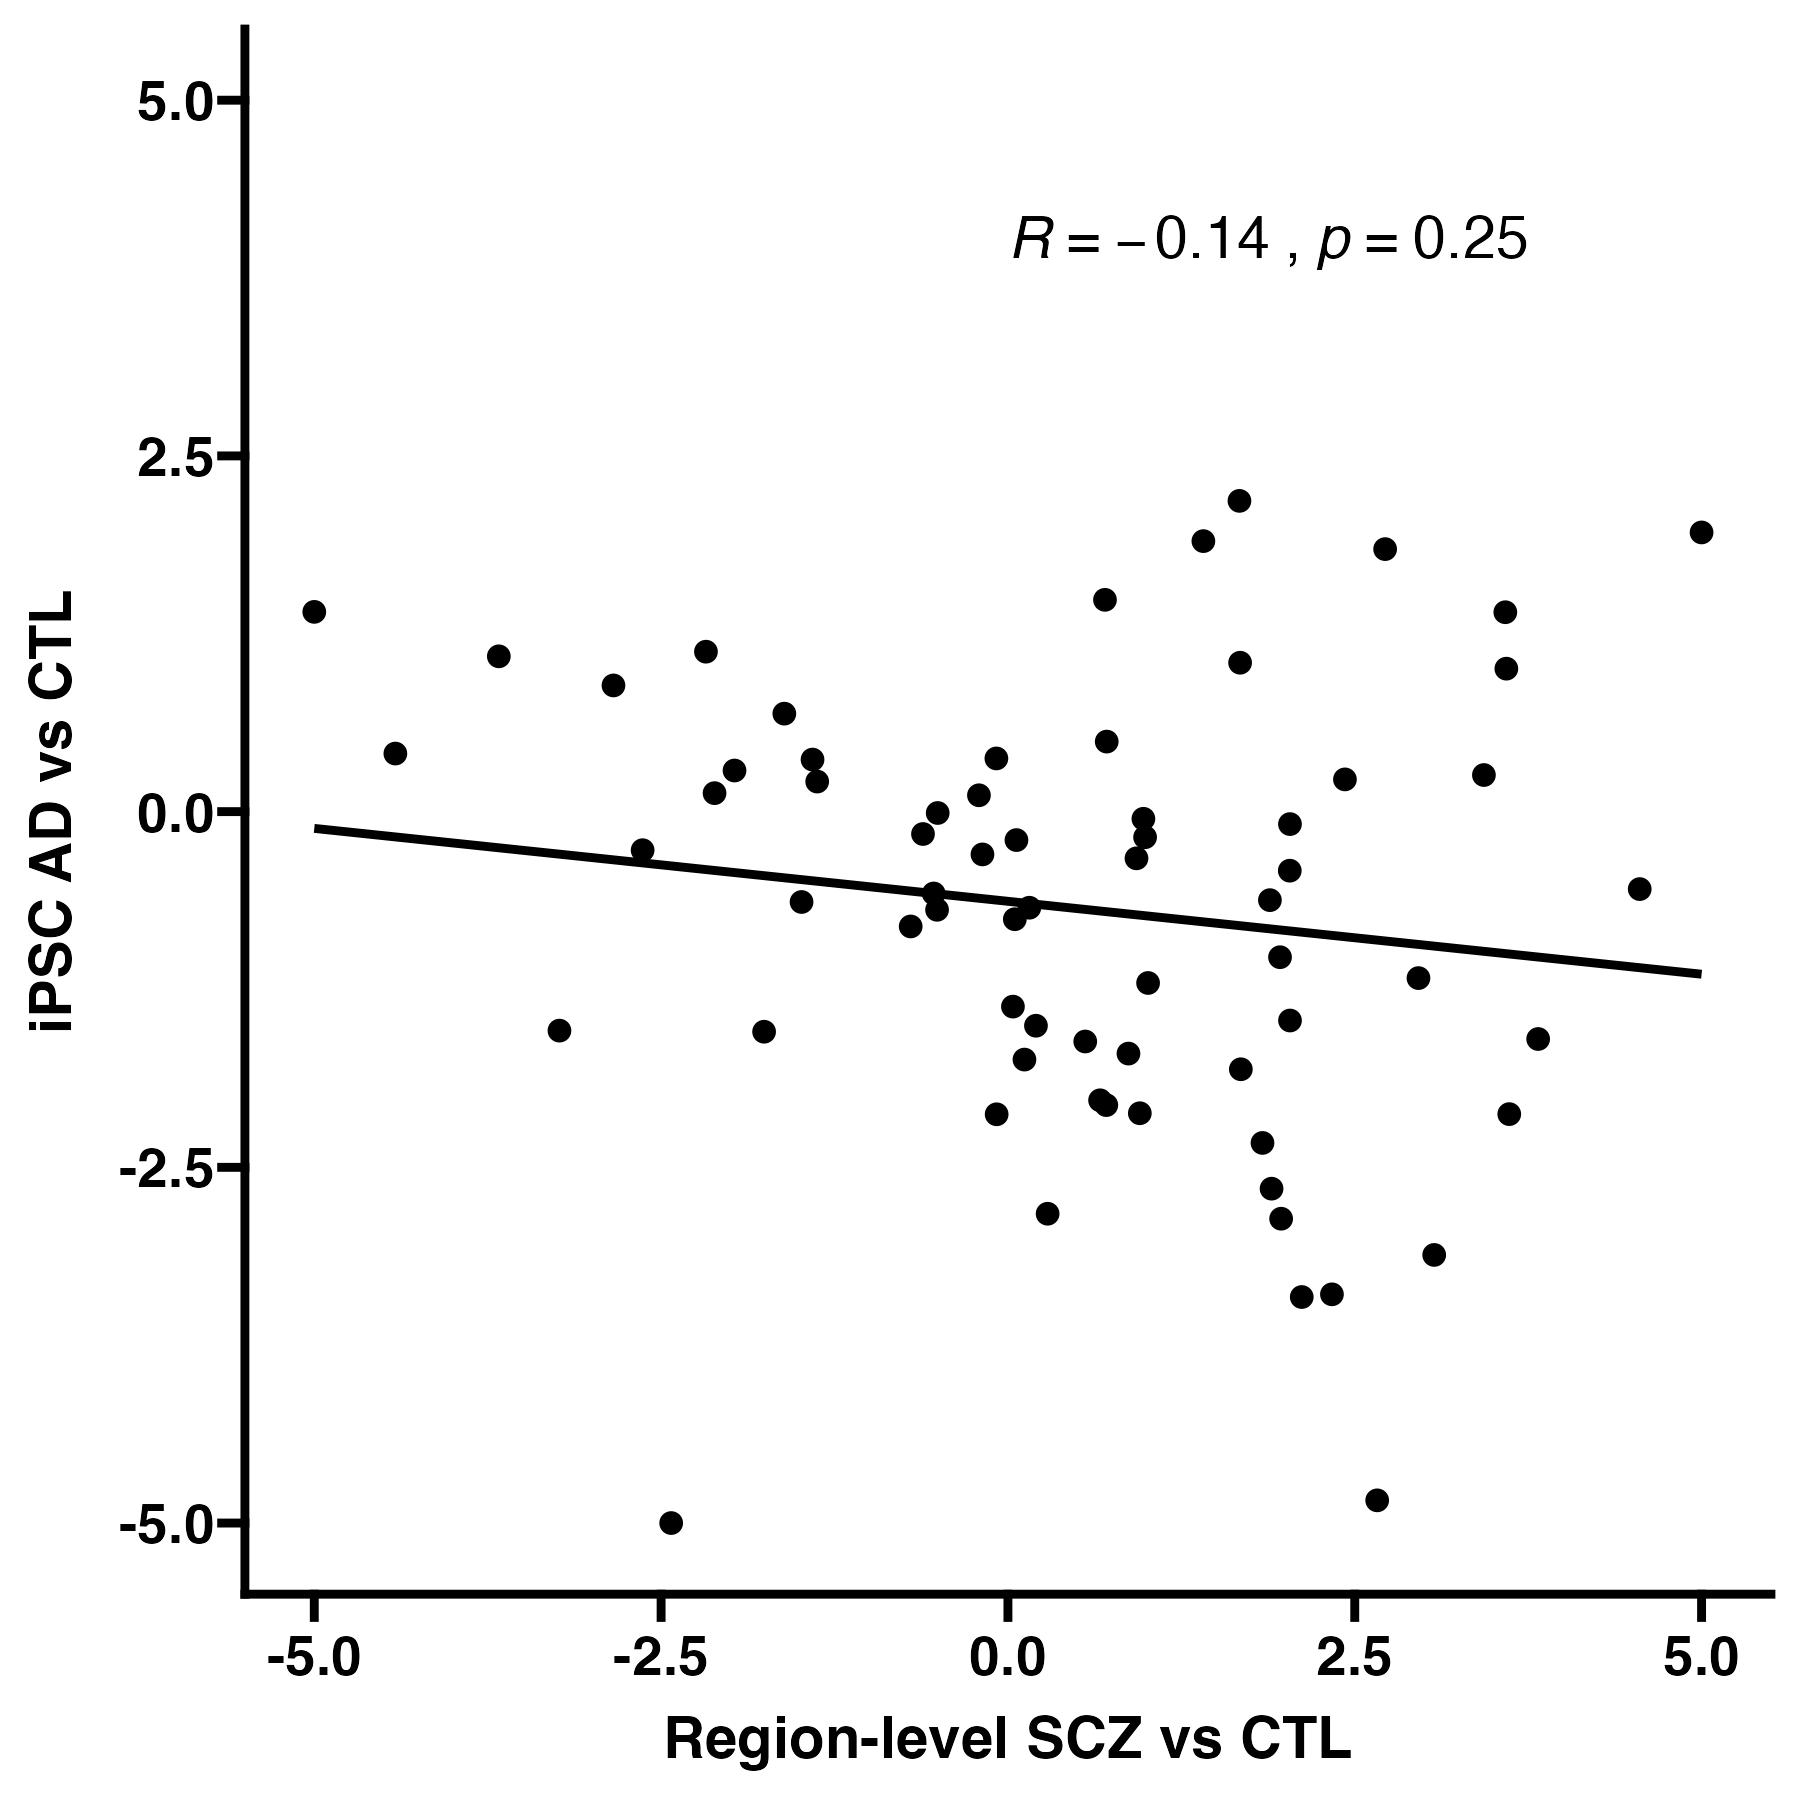 R = −0.14 , p = 0.25
5.0
2.5
0.0
-2.5
-5.0
iPSC AD vs CTL
-5.0 -2.5 0.0 2.5 5.0
Region-level SCZ vs CTL